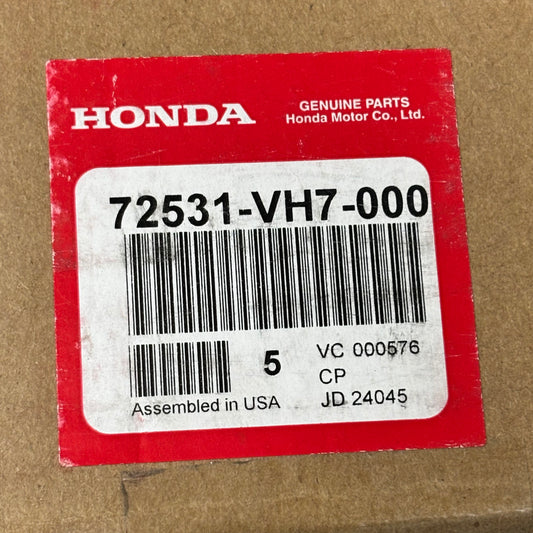 HONDA
GENUINE PARTS
Honda Motor Co., Ltd.
72531-VH7-000
5
VC 000576
CP
Assembled in USA
JD 24045